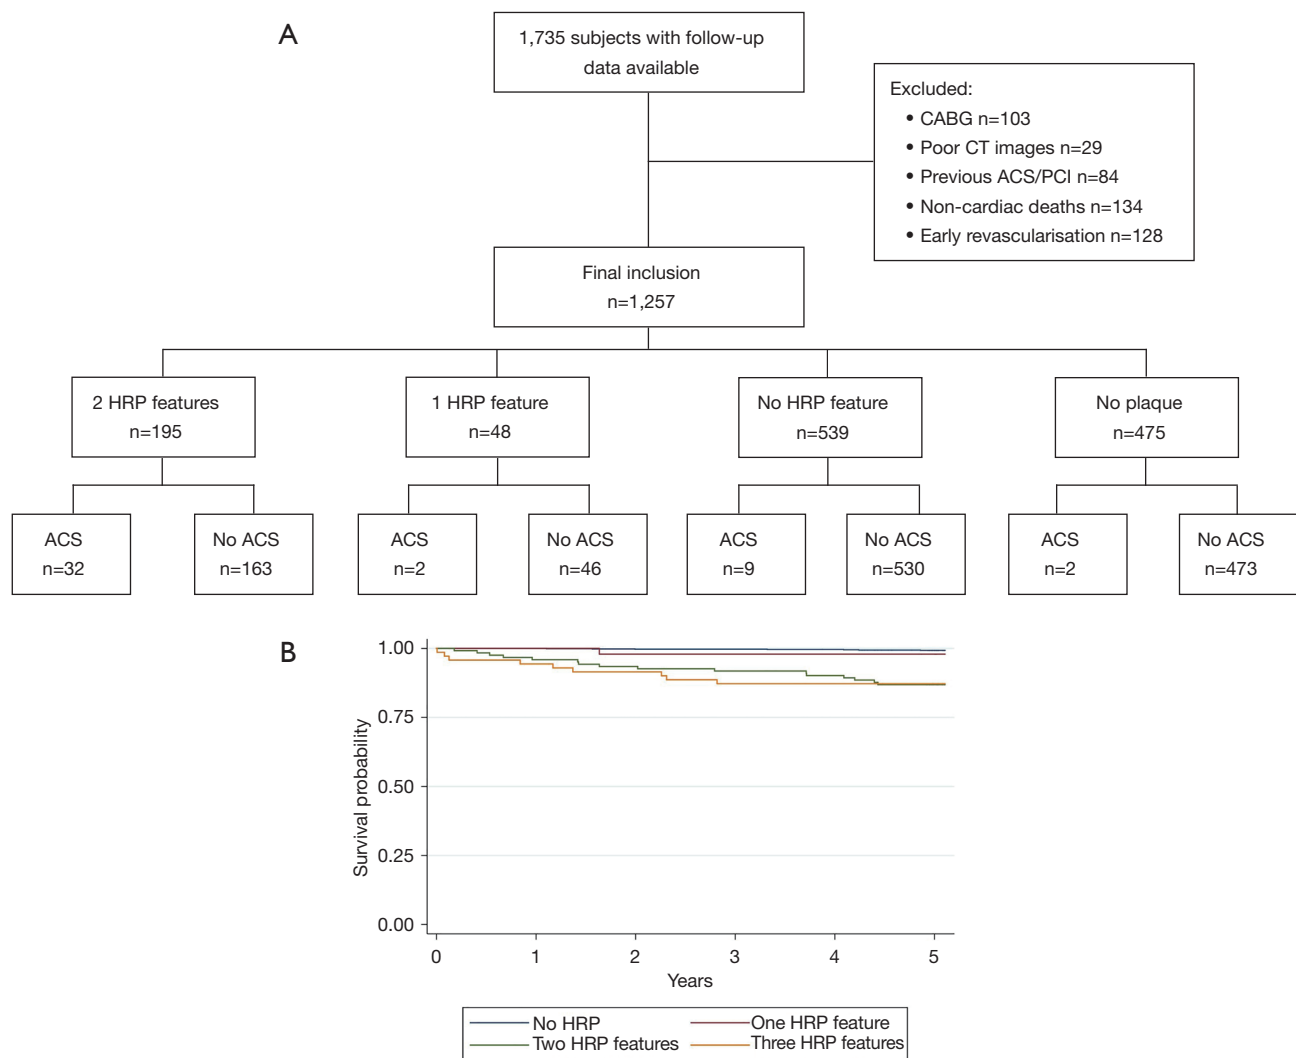 A
1,735 subjects with follow-up
data available
Excluded:
• CABG n=103
• Poor CT images n=29
• Previous ACS/PCI n=84
• Non-cardiac deaths n=134
• Early revascularisation n=128
Final inclusion
n=1,257
2 HRP features
n=195
1 HRP feature
n=48
No HRP feature
n=539
No plaque
n=475
ACS
n=32
No ACS
n=163
ACS
n=2
No ACS
n=46
ACS
n=9
No ACS
n=530
ACS
n=2
No ACS
n=473
B
Survival probability
1.00
0.75
0.50
0.25
0.00
0 1 2 3 4 5
Years
No HRP One HRP feature
Two HRP features Three HRP features